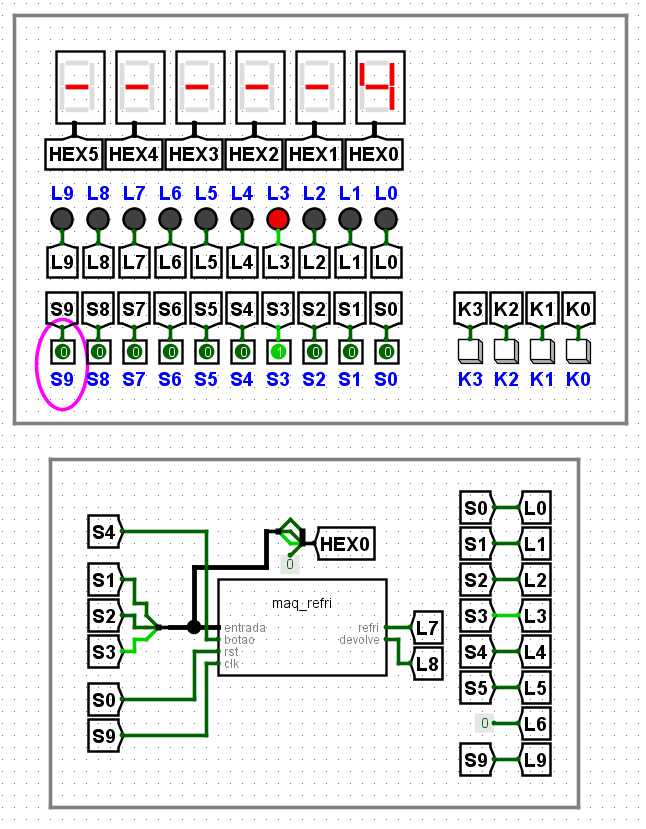 - - - - - 4
HEX5 HEX4 HEX3 HEX2 HEX1 HEX0
L9 L8 L7 L6 L5 L4 L3 L2 L1 L0
L9 L8 L7 L6 L5 L4 L3 L2 L1 L0
S9 S8 S7 S6 S5 S4 S3 S2 S1 S0 K3 K2 K1 K0
0 0 0 0 0 0 1 0 0 0
S9 S8 S7 S6 S5 S4 S3 S2 S1 S0 K3 K2 K1 K0
S0 L0
S4
HEX0
S1 L1
0
S1
S2 L2
maq_refri
S2
S3 L3
entrada refri L7
botao devolve
S3
rst
S4 L4
clk
L8
S5 L5
S0
0 L6
S9
S9 L9